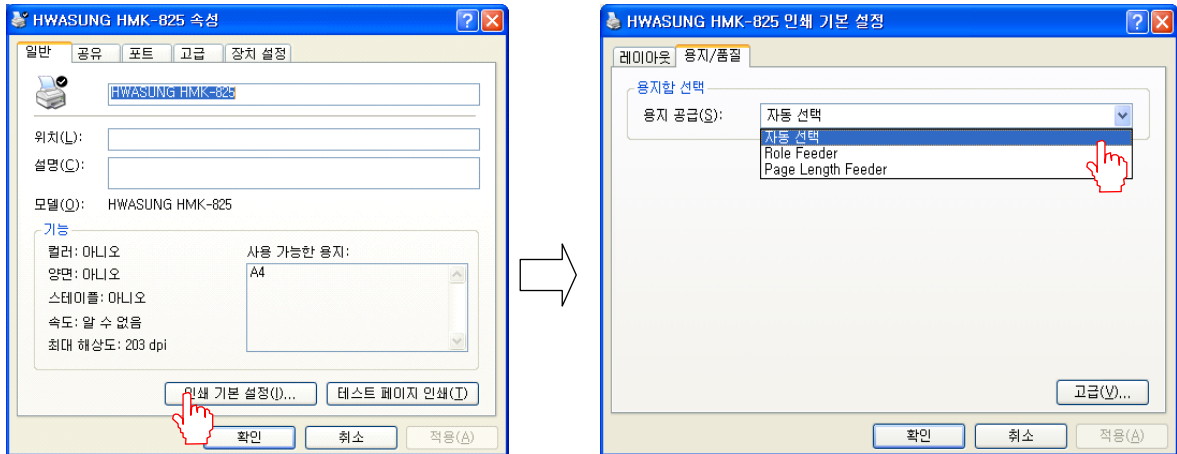 HWASUNG HMK-825 속성
일반 공유 포트 고급 장치 설정
HWASUNG HMK-825
위치(L):
설명(C):
모델(O): HWASUNG HMK-825
기능
컬러: 아니오
양면: 아니오
스테이플: 아니오
속도: 알 수 없음
최대 해상도: 203 dpi
사용 가능한 용지:
A4
인쇄 기본 설정(I)... 테스트 페이지 인쇄(T)
확인 취소 적용(A)
HWASUNG HMK-825 인쇄 기본 설정
레이아웃 용지/품질
용지함 선택
용지 공급(S): 자동 선택
자동 선택
Role Feeder
Page Length Feeder
고급(V)...
확인 취소 적용(A)